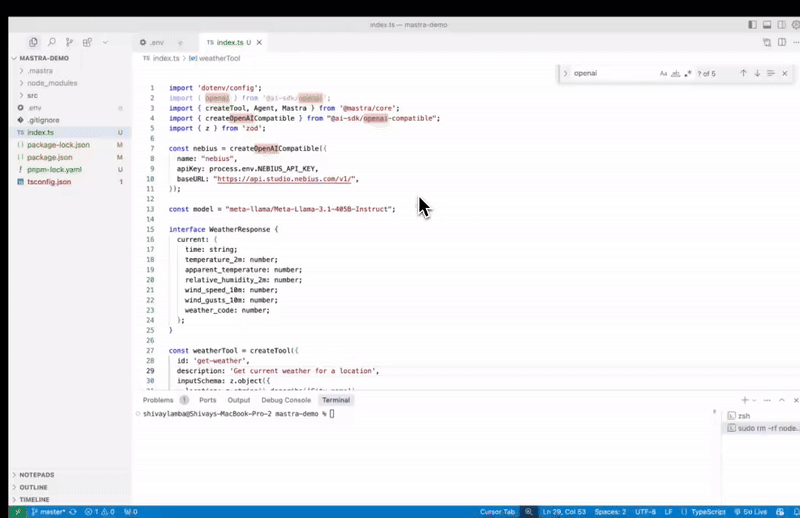 index.ts — mastra-demo
.env
index.ts U
MASTRA-DEMO
index.ts > weatherTool
.mastra
node_modules
src
.env
.gitignore
index.ts U
package-lock.json U
package.json U
pnpm-lock.yaml U
tsconfig.json 1
openai
? of 5
1 import 'dotenv/config';
2 import { openai } from '@ai-sdk/openai';
3 import { createTool, Agent, Mastra } from '@mastra/core';
4 import { createOpenAICompatible } from "@ai-sdk/openai-compatible";
5 import { z } from 'zod';
6
7 const nebius = createOpenAICompatible({
8 name: "nebius",
9 apiKey: process.env.NEBIUS_API_KEY,
10 baseURL: "https://api.studio.nebius.com/v1/",
11 });
12
13 const model = "meta-llama/Meta-Llama-3.1-405B-Instruct";
14
15 interface WeatherResponse {
16 current: {
17 time: string;
18 temperature_2m: number;
19 apparent_temperature: number;
20 relative_humidity_2m: number;
21 wind_speed_10m: number;
22 wind_gusts_10m: number;
23 weather_code: number;
24 };
25 }
26
27 const weatherTool = createTool({
28 id: 'get-weather',
29 description: 'Get current weather for a location',
30 inputSchema: z.object({
Problems 1 Ports Output Debug Console Terminal
shivaylamba@Shivays-MacBook-Pro-2 mastra-demo %
zsh
sudo rm -rf node...
NOTEPADS
OUTLINE
TIMELINE
master* 1 0 0 Cursor Tab Ln 29, Col 53 Spaces: 2 UTF-8 LF TypeScript Go Live